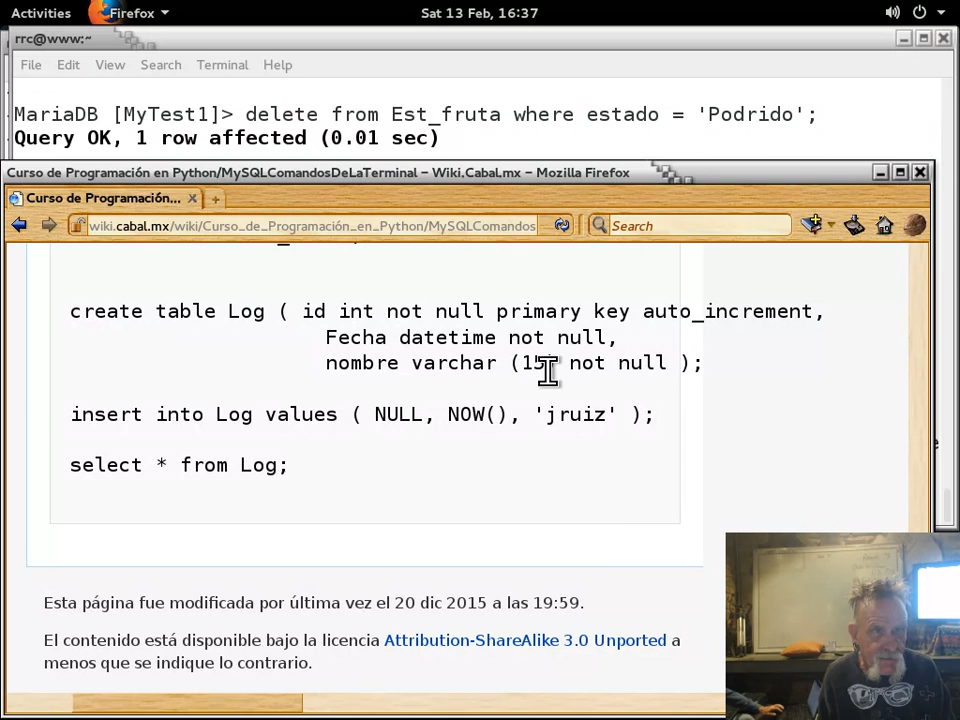 Activities Firefox Sat 13 Feb, 16:37
rrc@www:~
File Edit View Search Terminal Help
MariaDB [MyTest1]> delete from Est_fruta where estado = 'Podrido';
Query OK, 1 row affected (0.01 sec)
Curso de Programación en Python/MySQLComandosDeLaTerminal – Wiki.Cabal.mx – Mozilla Firefox
Curso de Programación...
wiki.cabal.mx/wiki/Curso_de_Programación_en_Python/MySQLComandos Search
create table Log ( id int not null primary key auto_increment,
Fecha datetime not null,
nombre varchar (15) not null );
insert into Log values ( NULL, NOW(), 'jruiz' );
select * from Log;
Esta página fue modificada por última vez el 20 dic 2015 a las 19:59.
El contenido está disponible bajo la licencia Attribution-ShareAlike 3.0 Unported a
menos que se indique lo contrario.